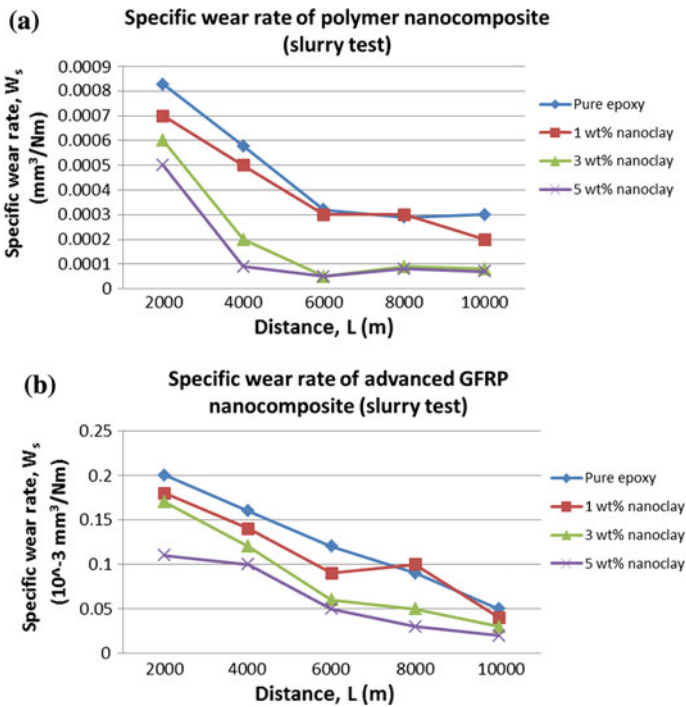 (a)
Specific wear rate of polymer nanocomposite
(slurry test)
Specific wear rate, Ws
(mm³/Nm)
0.0009
0.0008
0.0007
0.0006
0.0005
0.0004
0.0003
0.0002
0.0001
0
2000 4000 6000 8000 10000
Distance, L (m)
Pure epoxy
1 wt% nanoclay
3 wt% nanoclay
5 wt% nanoclay
(b)
Specific wear rate of advanced GFRP
nanocomposite (slurry test)
Specific wear rate, Ws
(10^-3 mm³/Nm)
0.25
0.2
0.15
0.1
0.05
0
2000 4000 6000 8000 10000
Distance, L (m)
Pure epoxy
1 wt% nanoclay
3 wt% nanoclay
5 wt% nanoclay